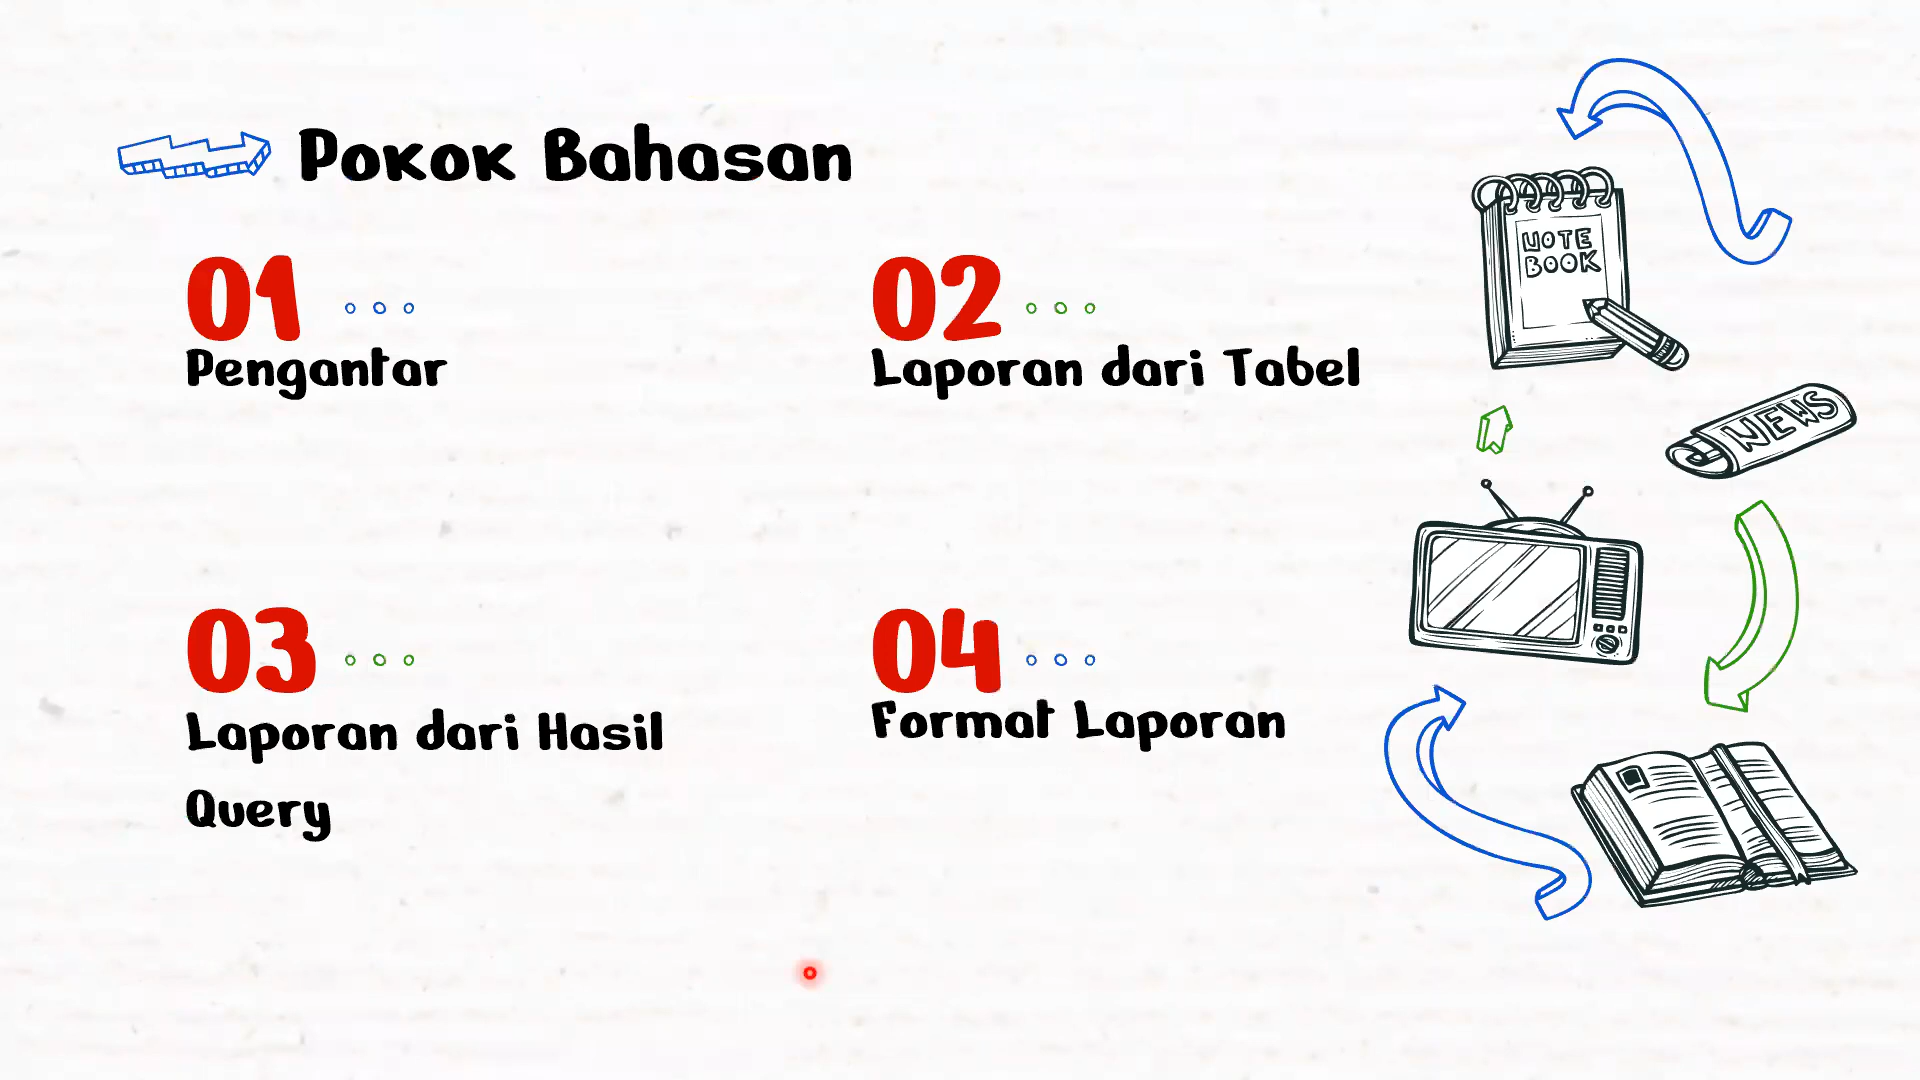 Pokok Bahasan
01
Pengantar
02
Laporan dari Tabel
03
Laporan dari Hasil
Query
04
Format Laporan
NOTE
BOOK
NEWS